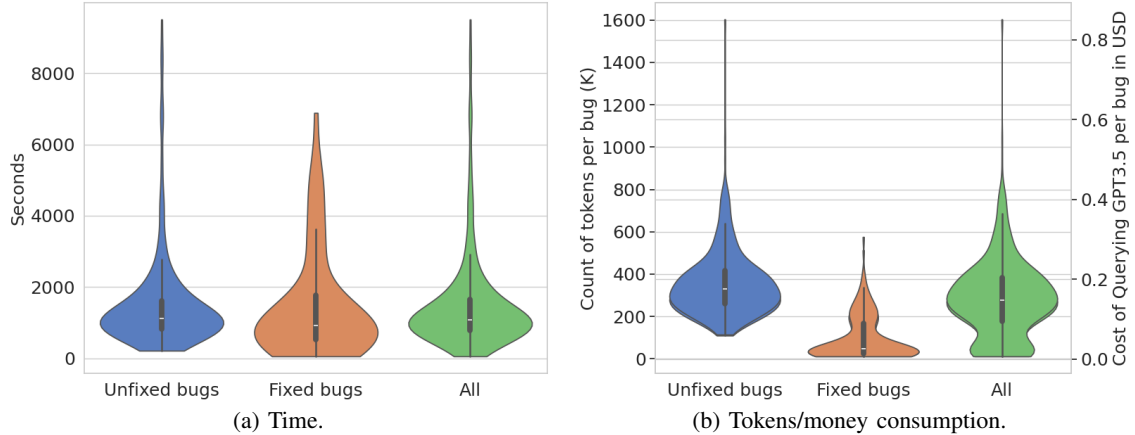 Seconds
8000
6000
4000
2000
0
Unfixed bugs
Fixed bugs
All
(a) Time.
Count of tokens per bug (K)
1600
1400
1200
1000
800
600
400
200
0
0.8
0.6
0.4
0.2
0.0
Cost of Querying GPT3.5 per bug in USD
Unfixed bugs
Fixed bugs
All
(b) Tokens/money consumption.